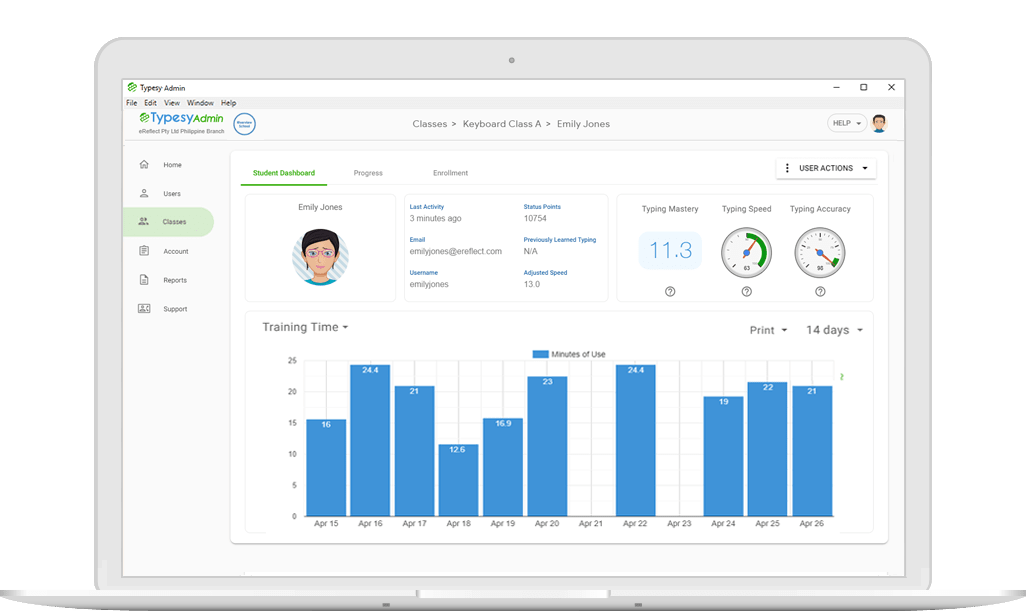 Typesy Admin
File Edit View Window Help
TypesyAdmin
eReflect Pty Ltd Philippine Branch
Riverview School
Classes > Keyboard Class A > Emily Jones
HELP
Home
Users
Classes
Account
Reports
Support
Student Dashboard
Progress
Enrollment
USER ACTIONS
Emily Jones
Last Activity
3 minutes ago
Email
emilyjones@ereflect.com
Username
emilyjones
Status Points
10754
Previously Learned Typing
N/A
Adjusted Speed
13.0
Typing Mastery
11.3
?
Typing Speed
63
?
Typing Accuracy
98
?
Training Time
Print
14 days
Minutes of Use
25
20
15
10
5
0
16
24.4
21
12.6
16.9
23
24.4
19
22
21
Apr 15 Apr 16 Apr 17 Apr 18 Apr 19 Apr 20 Apr 21 Apr 22 Apr 23 Apr 24 Apr 25 Apr 26